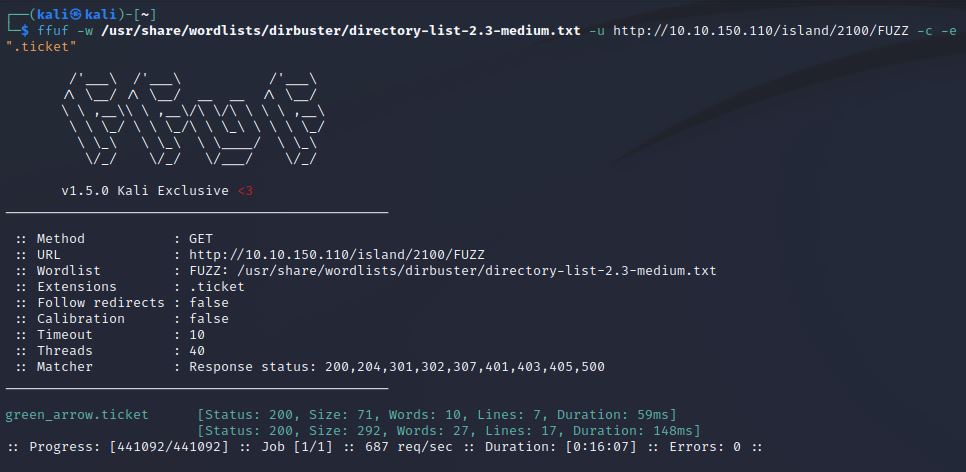 ┌──(kali㉿kali)-[~]
└─$ ffuf -w /usr/share/wordlists/dirbuster/directory-list-2.3-medium.txt -u http://10.10.150.110/island/2100/FUZZ -c -e
".ticket"
v1.5.0 Kali Exclusive <3
:: Method : GET
:: URL : http://10.10.150.110/island/2100/FUZZ
:: Wordlist : FUZZ: /usr/share/wordlists/dirbuster/directory-list-2.3-medium.txt
:: Extensions : .ticket
:: Follow redirects : false
:: Calibration : false
:: Timeout : 10
:: Threads : 40
:: Matcher : Response status: 200,204,301,302,307,401,403,405,500
green_arrow.ticket [Status: 200, Size: 71, Words: 10, Lines: 7, Duration: 59ms]
[Status: 200, Size: 292, Words: 27, Lines: 17, Duration: 148ms]
:: Progress: [441092/441092] :: Job [1/1] :: 687 req/sec :: Duration: [0:16:07] :: Errors: 0 ::